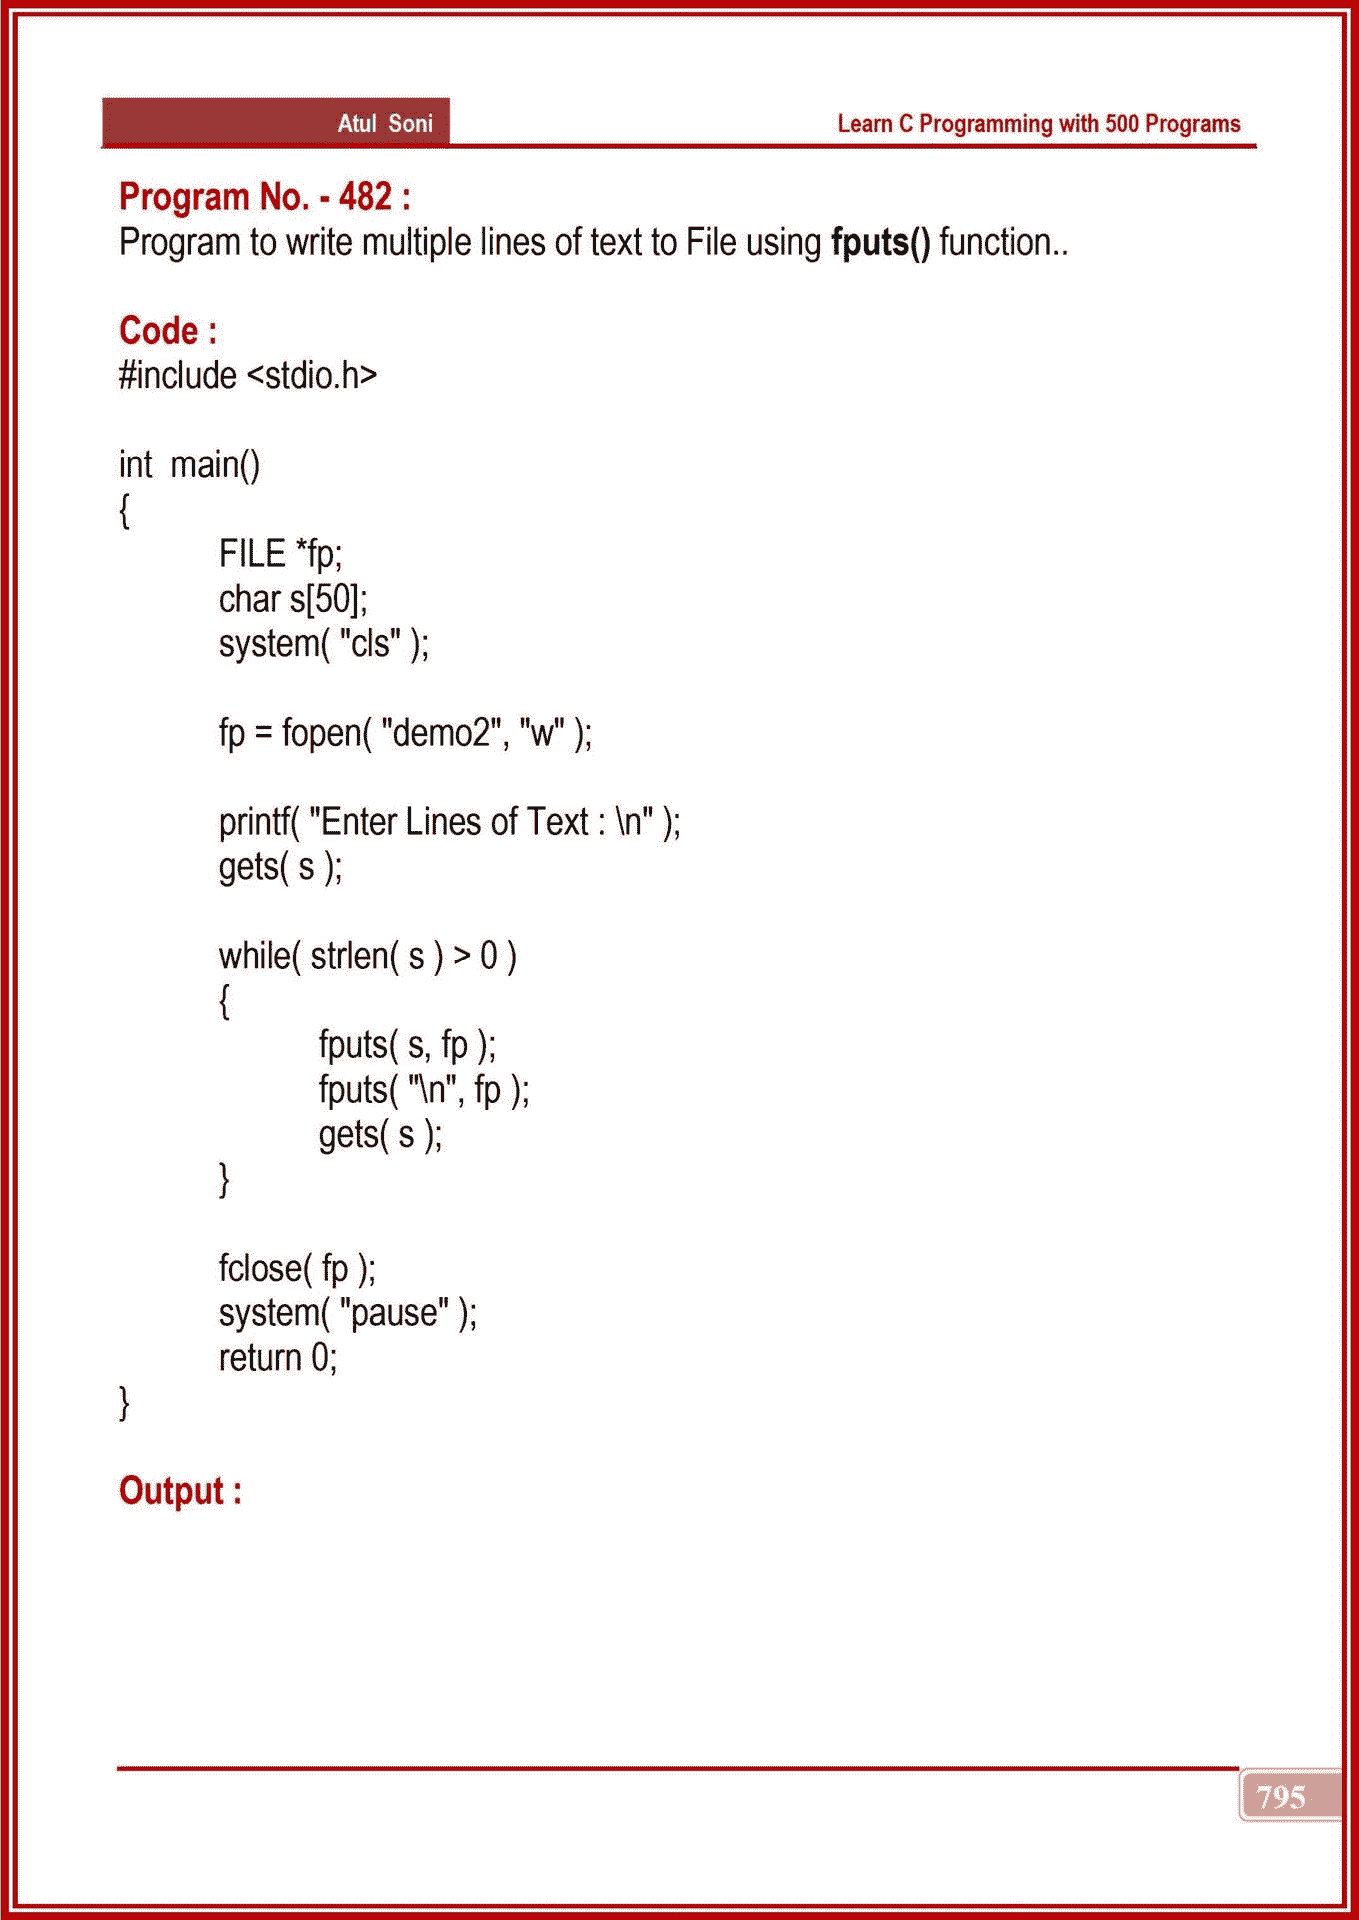 Atul Soni
Learn C Programming with 500 Programs
Program No. - 482 :
Program to write multiple lines of text to File using fputs() function..
Code :
#include <stdio.h>
int main()
{
FILE *fp;
char s[50];
system( "cls" );
fp = fopen( "demo2", "w" );
printf( "Enter Lines of Text : \n" );
gets( s );
while( strlen( s ) > 0 )
{
fputs( s, fp );
fputs( "\n", fp );
gets( s );
}
fclose( fp );
system( "pause" );
return 0;
}
Output :
795